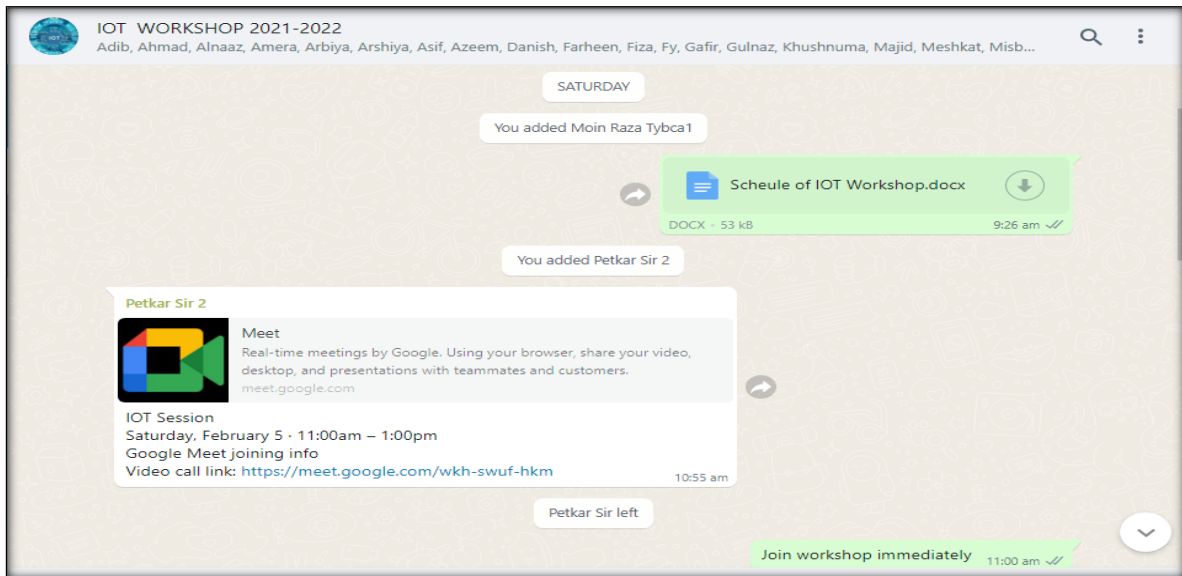 IOT WORKSHOP 2021-2022
Adib, Ahmad, Alnaaz, Amera, Arbiya, Arshiya, Asif, Azeem, Danish, Farheen, Fiza, Fy, Gafir, Gulnaz, Khushnuma, Majid, Meshkat, Misb...
SATURDAY
You added Moin Raza Tybca1
Scheule of IOT Workshop.docx
DOCX • 53 kB 9:26 am
You added Petkar Sir 2
Petkar Sir 2
Meet
Real-time meetings by Google. Using your browser, share your video,
desktop, and presentations with teammates and customers.
meet.google.com
IOT Session
Saturday, February 5 · 11:00am – 1:00pm
Google Meet joining info
Video call link: https://meet.google.com/wkh-swuf-hkm
10:55 am
Petkar Sir left
Join workshop immediately 11:00 am